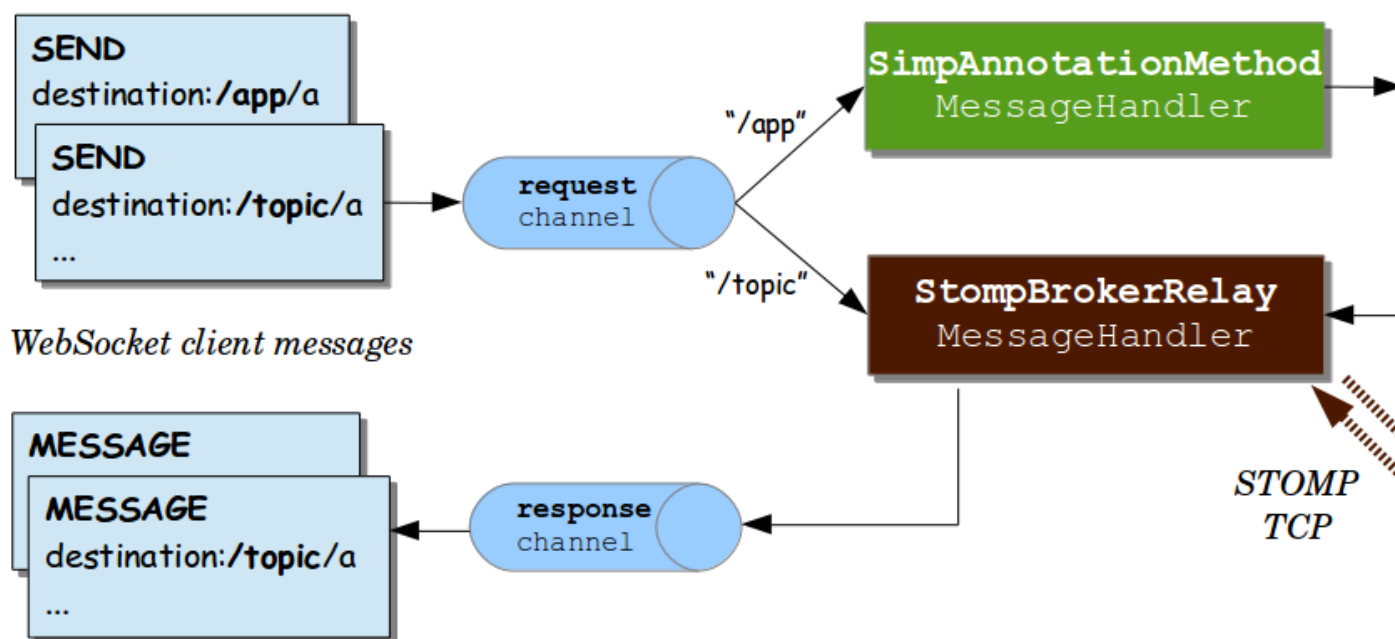 SEND
destination:/app/a
SEND
destination:/topic/a
...
WebSocket client messages
request
channel
“/app”
“/topic”
SimpAnnotationMethod
MessageHandler
StompBrokerRelay
MessageHandler
STOMP
TCP
MESSAGE
MESSAGE
destination:/topic/a
...
response
channel